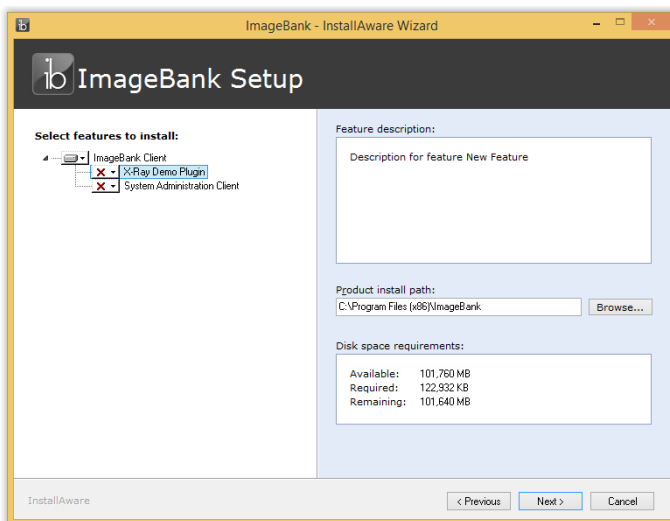 ImageBank - InstallAware Wizard
ib ImageBank Setup
Select features to install:
ImageBank Client
X-Ray Demo Plugin
System Administration Client
Feature description:
Description for feature New Feature
Product install path:
C:\Program Files (x86)\ImageBank
Browse...
Disk space requirements:
Available: 101,760 MB
Required: 122,932 KB
Remaining: 101,640 MB
InstallAware
< Previous
Next >
Cancel